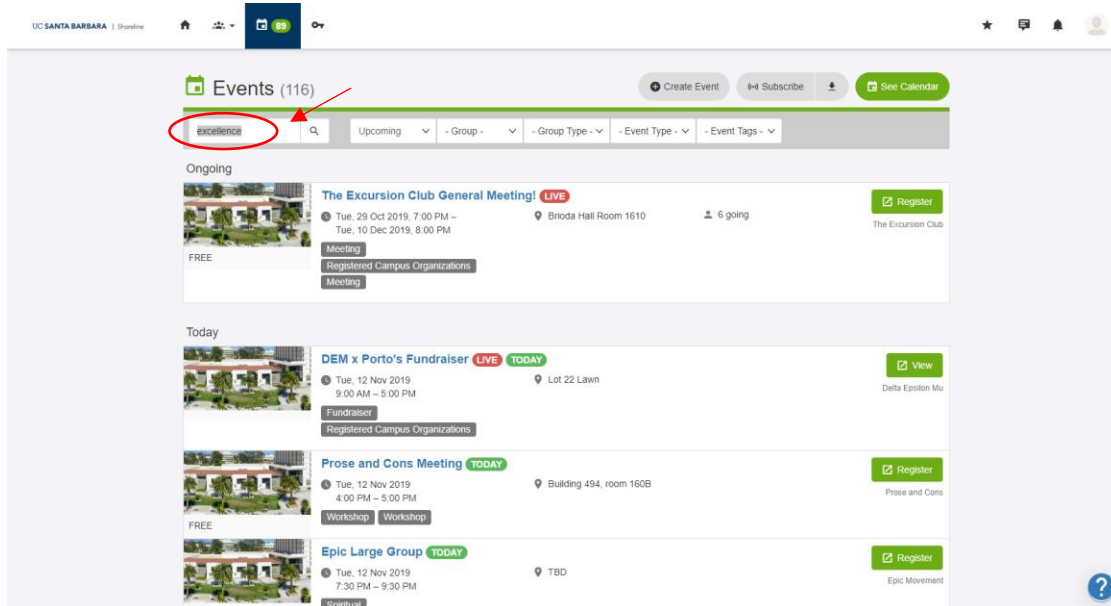 UC SANTA BARBARA | Shoreline
89
Events (116)
Create Event
Subscribe
See Calendar
excellence
Upcoming
- Group -
- Group Type -
- Event Type -
- Event Tags -
Ongoing
The Excursion Club General Meeting! LIVE
Register
Tue, 29 Oct 2019, 7:00 PM –
Tue, 10 Dec 2019, 8:00 PM
Brioda Hall Room 1610
6 going
The Excursion Club
FREE
Meeting
Registered Campus Organizations
Meeting
Today
DEM x Porto's Fundraiser LIVE TODAY
View
Tue, 12 Nov 2019
9:00 AM – 5:00 PM
Lot 22 Lawn
Delta Epsilon Mu
Fundraiser
Registered Campus Organizations
Prose and Cons Meeting TODAY
Register
Tue, 12 Nov 2019
4:00 PM – 5:00 PM
Building 494, room 160B
Prose and Cons
Workshop Workshop
FREE
Epic Large Group TODAY
Register
Tue, 12 Nov 2019
7:30 PM – 9:30 PM
TBD
Epic Movement
Spiritual
?